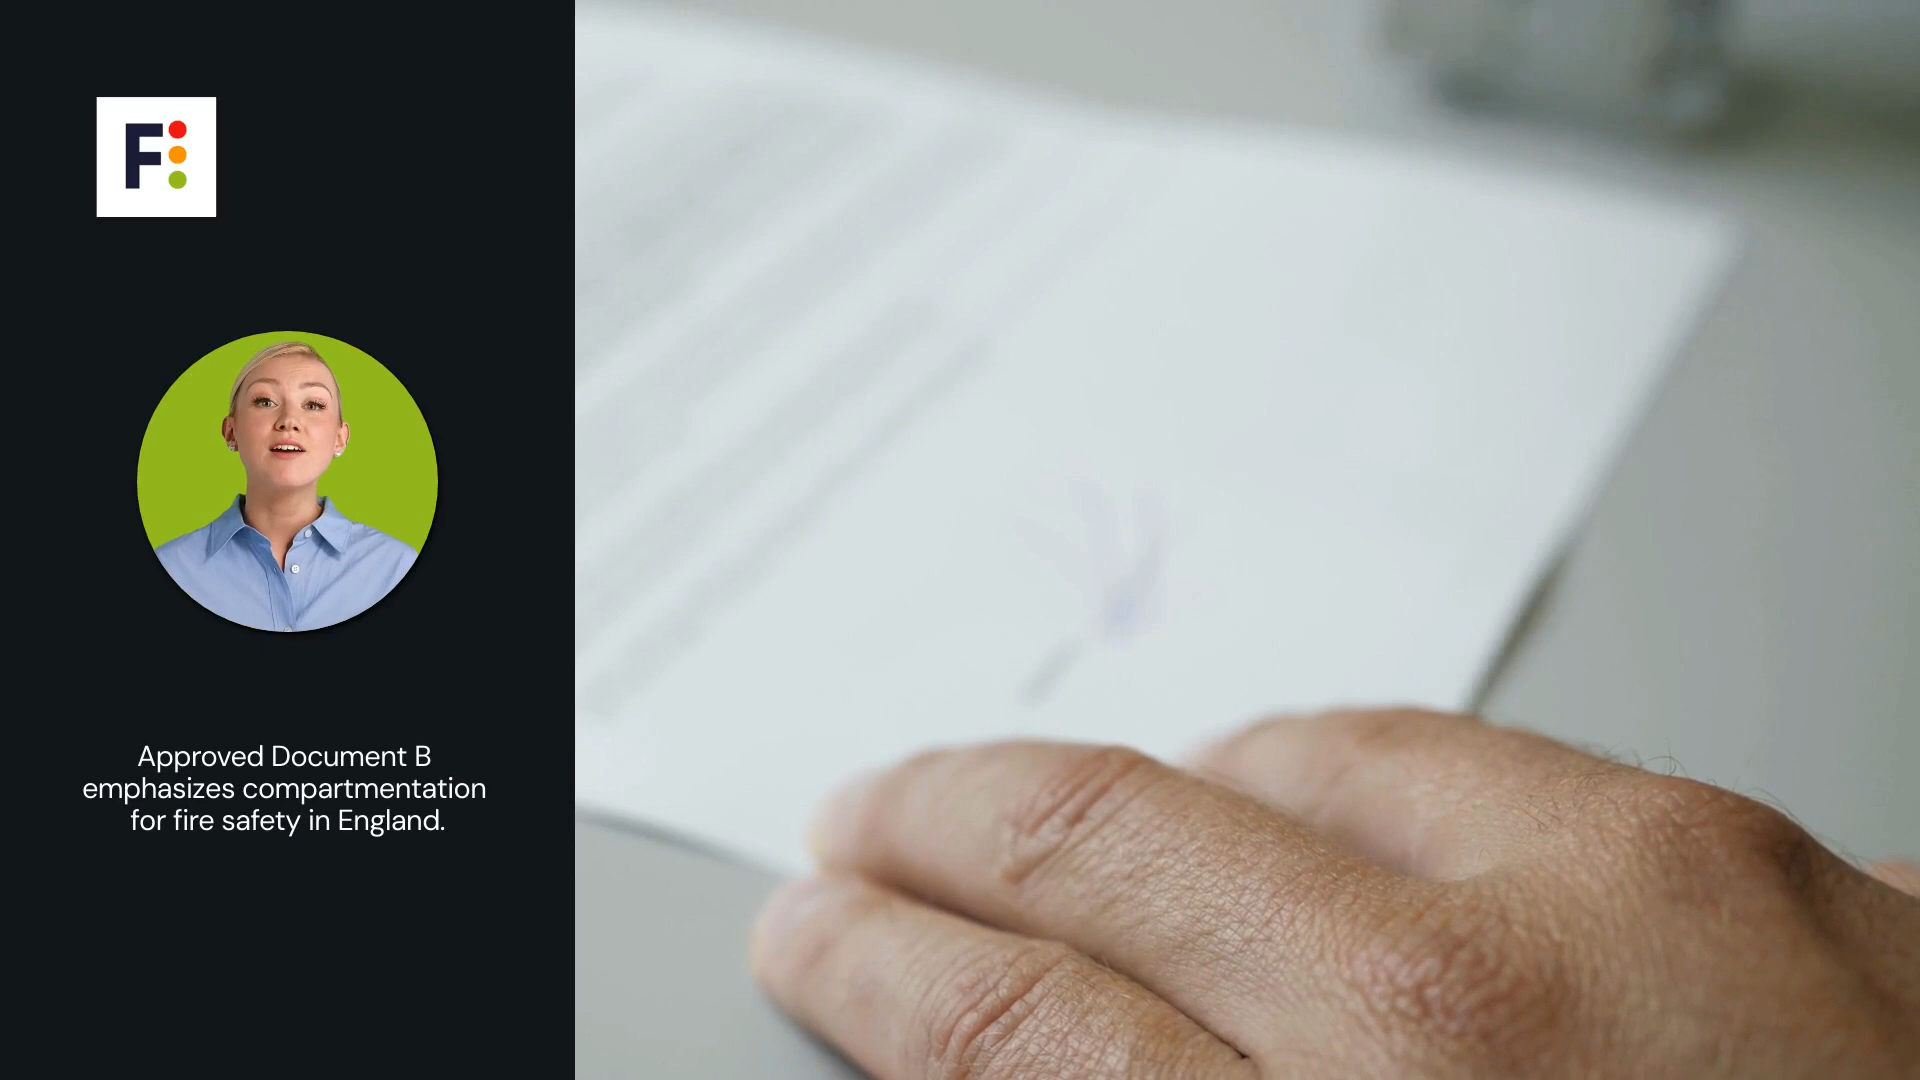 F
Approved Document B
emphasizes compartmentation
for fire safety in England.